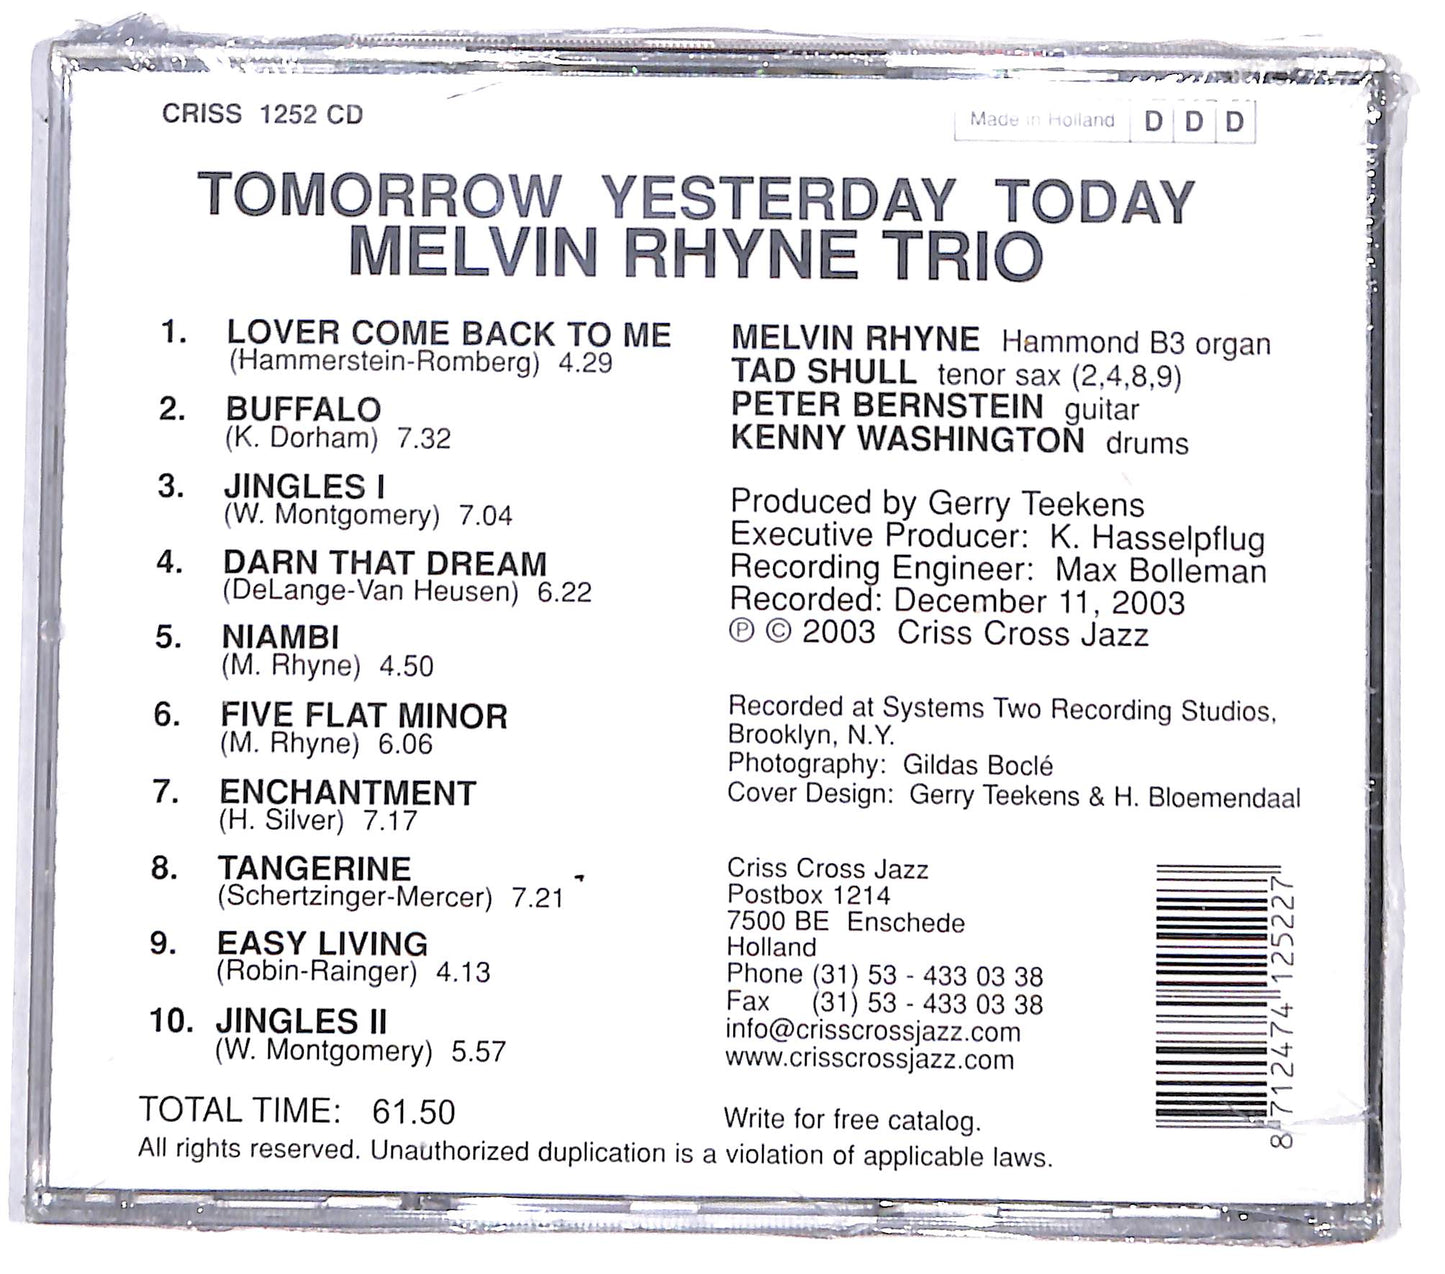 CRISS 1252 CD
Made in Holland D D D
TOMORROW YESTERDAY TODAY
MELVIN RHYNE TRIO
1. LOVER COME BACK TO ME
(Hammerstein-Romberg) 4.29
2. BUFFALO
(K. Dorham) 7.32
3. JINGLES I
(W. Montgomery) 7.04
4. DARN THAT DREAM
(DeLange-Van Heusen) 6.22
5. NIAMBI
(M. Rhyne) 4.50
6. FIVE FLAT MINOR
(M. Rhyne) 6.06
7. ENCHANTMENT
(H. Silver) 7.17
8. TANGERINE
(Schertzinger-Mercer) 7.21
9. EASY LIVING
(Robin-Rainger) 4.13
10. JINGLES II
(W. Montgomery) 5.57
TOTAL TIME: 61.50
MELVIN RHYNE Hammond B3 organ
TAD SHULL tenor sax (2,4,8,9)
PETER BERNSTEIN guitar
KENNY WASHINGTON drums
Produced by Gerry Teekens
Executive Producer: K. Hasselpflug
Recording Engineer: Max Bolleman
Recorded: December 11, 2003
℗ © 2003 Criss Cross Jazz
Recorded at Systems Two Recording Studios,
Brooklyn, N.Y.
Photography: Gildas Boclé
Cover Design: Gerry Teekens & H. Bloemendaal
Criss Cross Jazz
Postbox 1214
7500 BE Enschede
Holland
Phone (31) 53 - 433 03 38
Fax (31) 53 - 433 03 38
info@crisscrossjazz.com
www.crisscrossjazz.com
Write for free catalog.
8 712474 125227
All rights reserved. Unauthorized duplication is a violation of applicable laws.